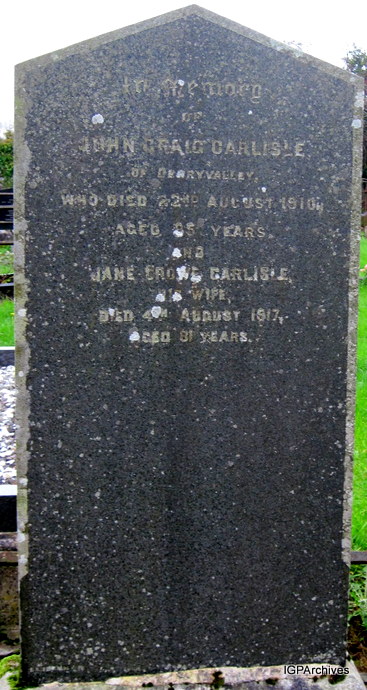 In memory
OF
JOHN CRAIG CARLISLE
OF DERRYVALLEY,
WHO DIED 22ND AUGUST 1910,
AGED YEARS.
AND
JANE CROWE CARLISLE,
HIS WIFE,
DIED 4TH AUGUST 1917,
AGED 81 YEARS.
IGPArchives